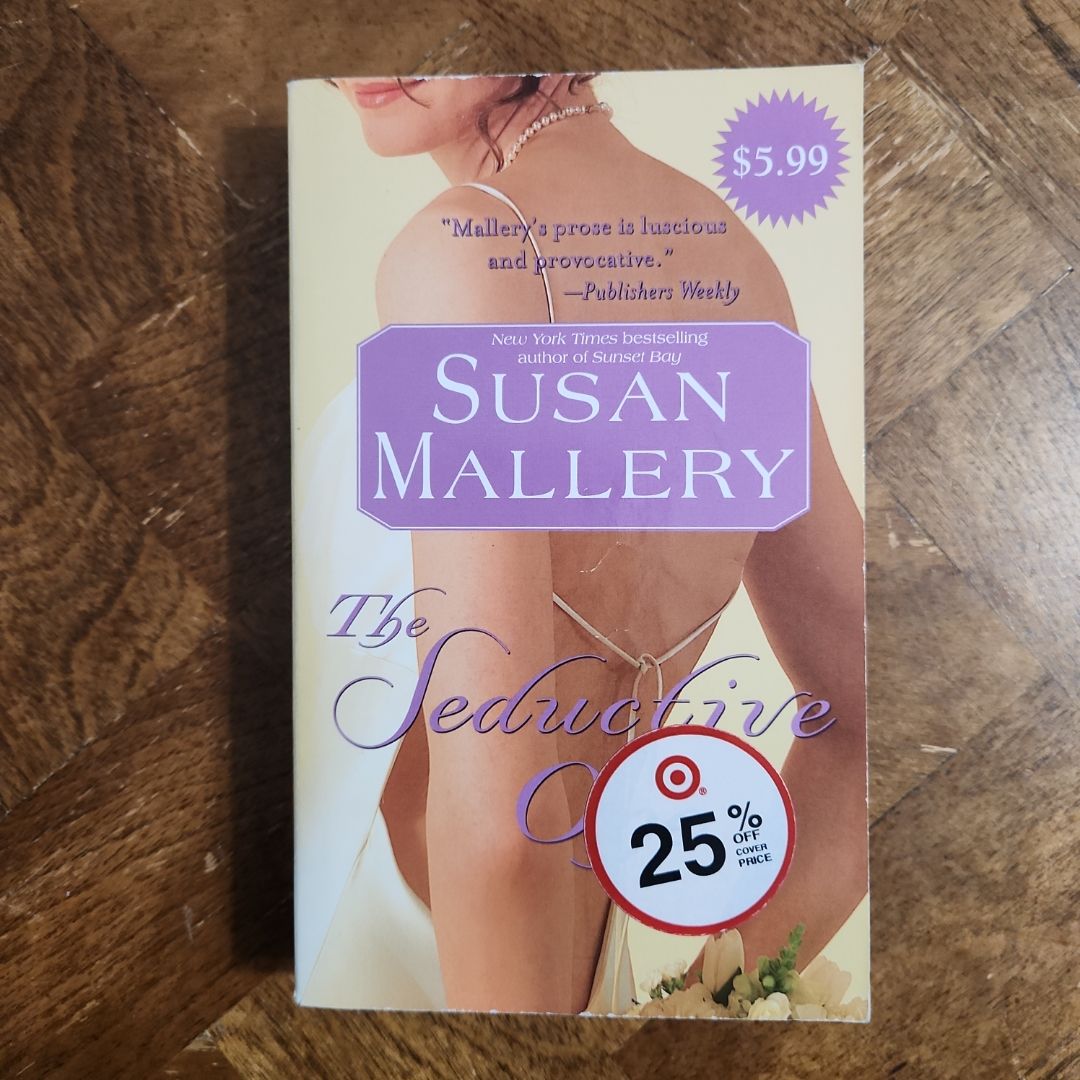 $5.99
"Mallery's prose is luscious
and provocative."
—Publishers Weekly
New York Times bestselling
author of Sunset Bay
SUSAN
MALLERY
The
Seductive
25% OFF
COVER
PRICE